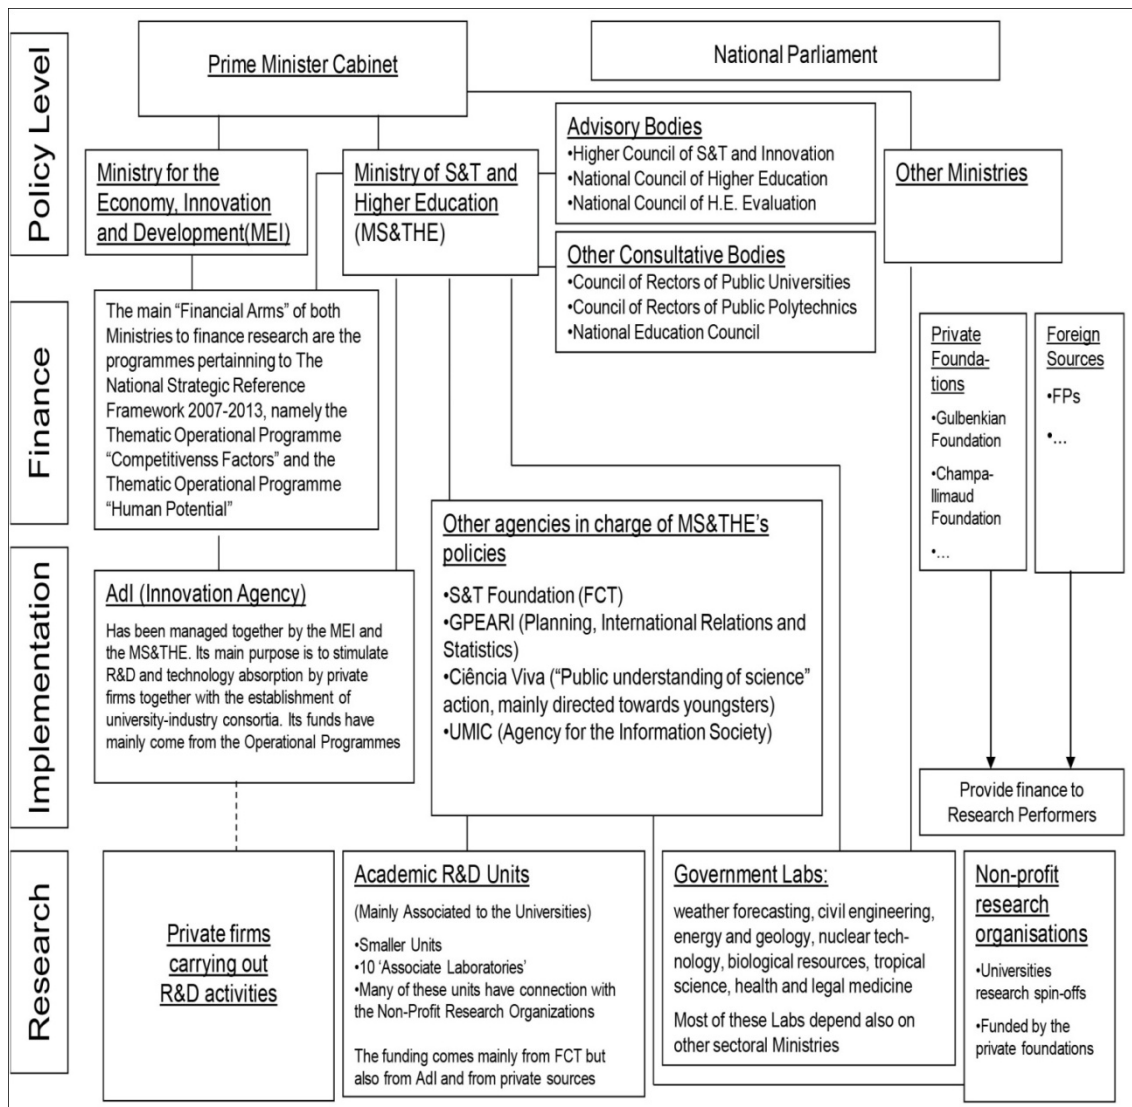 Policy Level
Prime Minister Cabinet
National Parliament
Ministry for the
Economy, Innovation
and Development(MEI)
Ministry of S&T and
Higher Education
(MS&THE)
Advisory Bodies
•Higher Council of S&T and Innovation
•National Council of Higher Education
•National Council of H.E. Evaluation
Other Ministries
Other Consultative Bodies
•Council of Rectors of Public Universities
•Council of Rectors of Public Polytechnics
•National Education Council
Finance
The main “Financial Arms” of both
Ministries to finance research are the
programmes pertainning to The
National Strategic Reference
Framework 2007-2013, namely the
Thematic Operational Programme
“Competitivenss Factors” and the
Thematic Operational Programme
“Human Potential”
Private
Founda-
tions
•Gulbenkian
Foundation
•Champa-
llimaud
Foundation
•...
Foreign
Sources
•FPs
•...
Implementation
AdI (Innovation Agency)
Has been managed together by the MEI and
the MS&THE. Its main purpose is to stimulate
R&D and technology absorption by private
firms together with the establishment of
university-industry consortia. Its funds have
mainly come from the Operational Programmes
Other agencies in charge of MS&THE’s
policies
•S&T Foundation (FCT)
•GPEARI (Planning, International Relations and
Statistics)
•Ciência Viva (“Public understanding of science”
action, mainly directed towards youngsters)
•UMIC (Agency for the Information Society)
Provide finance to
Research Performers
Research
Private firms
carrying out
R&D activities
Academic R&D Units
(Mainly Associated to the Universities)
•Smaller Units
•10 ‘Associate Laboratories’
•Many of these units have connection with
the Non-Profit Research Organizations
The funding comes mainly from FCT but
also from AdI and from private sources
Government Labs:
weather forecasting, civil engineering,
energy and geology, nuclear tech-
nology, biological resources, tropical
science, health and legal medicine
Most of these Labs depend also on
other sectoral Ministries
Non-profit
research
organisations
•Universities
research spin-offs
•Funded by the
private foundations